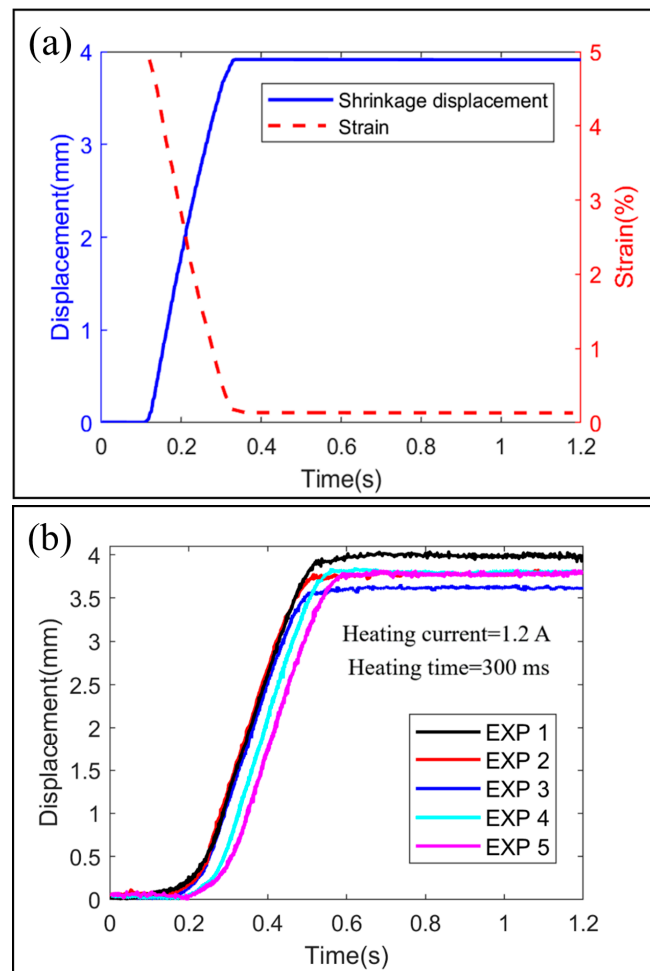 (a)
4
3
2
1
0
Displacement(mm)
5
4
3
2
1
0
Strain(%)
Shrinkage displacement
Strain
0 0.2 0.4 0.6 0.8 1 1.2
Time(s)
(b)
4
3.5
3
2.5
2
1.5
1
0.5
0
Displacement(mm)
Heating current=1.2 A
Heating time=300 ms
EXP 1
EXP 2
EXP 3
EXP 4
EXP 5
0 0.2 0.4 0.6 0.8 1 1.2
Time(s)